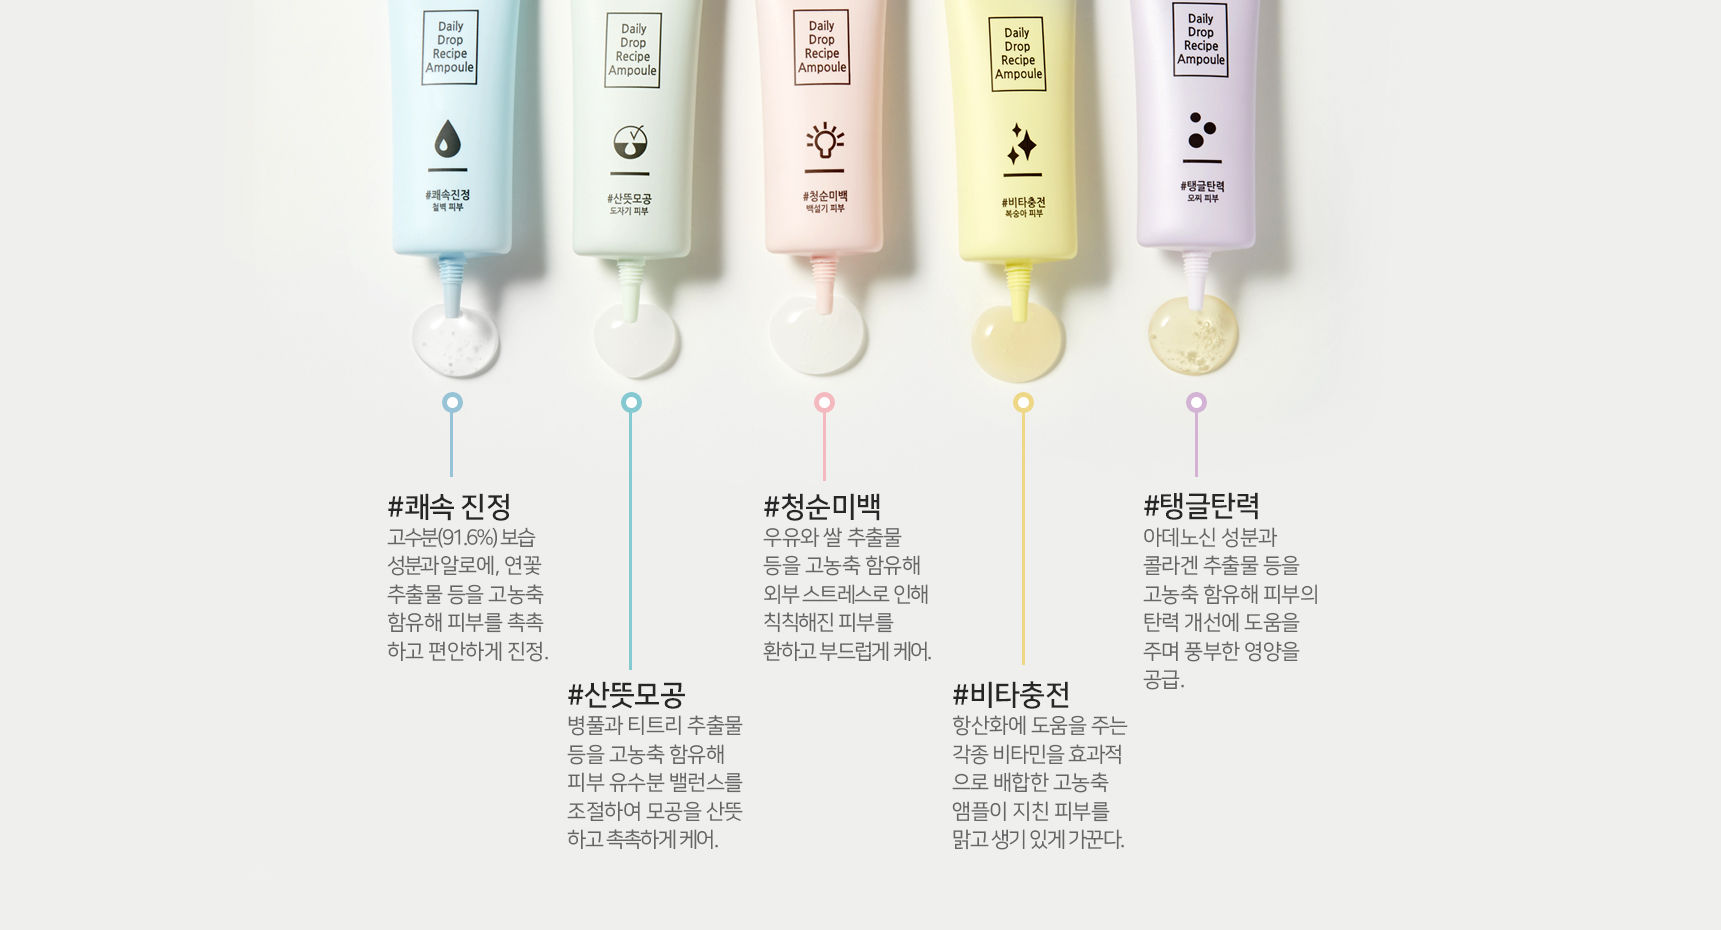 Daily
Drop
Recipe
Ampoule
#쾌속진정
철벽 피부
Daily
Drop
Recipe
Ampoule
#산뜻모공
도자기 피부
Daily
Drop
Recipe
Ampoule
#청순미백
백설기 피부
Daily
Drop
Recipe
Ampoule
#비타충전
복숭아 피부
Daily
Drop
Recipe
Ampoule
#탱글탄력
모찌 피부
#쾌속 진정
고수분(91.6%) 보습
성분과 알로에, 연꽃
추출물 등을 고농축
함유해 피부를 촉촉
하고 편안하게 진정.
#산뜻모공
병풀과 티트리 추출물
등을 고농축 함유해
피부 유수분 밸런스를
조절하여 모공을 산뜻
하고 촉촉하게 케어.
#청순미백
우유와 쌀 추출물
등을 고농축 함유해
외부 스트레스로 인해
칙칙해진 피부를
환하고 부드럽게 케어.
#비타충전
항산화에 도움을 주는
각종 비타민을 효과적
으로 배합한 고농축
앰플이 지친 피부를
맑고 생기 있게 가꾼다.
#탱글탄력
아데노신 성분과
콜라겐 추출물 등을
고농축 함유해 피부의
탄력 개선에 도움을
주며 풍부한 영양을
공급.